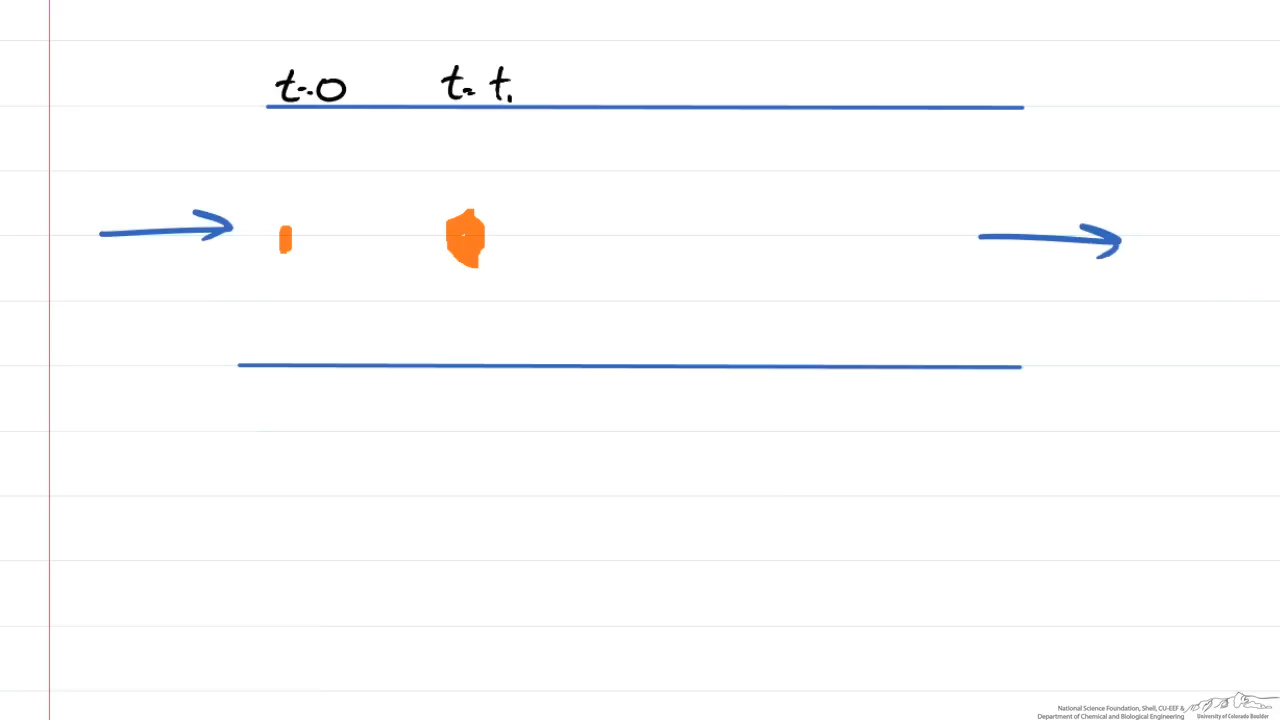 t=0 t= t₁
National Science Foundation, Shell, CU-EEF &
Department of Chemical and Biological Engineering
University of Colorado Boulder